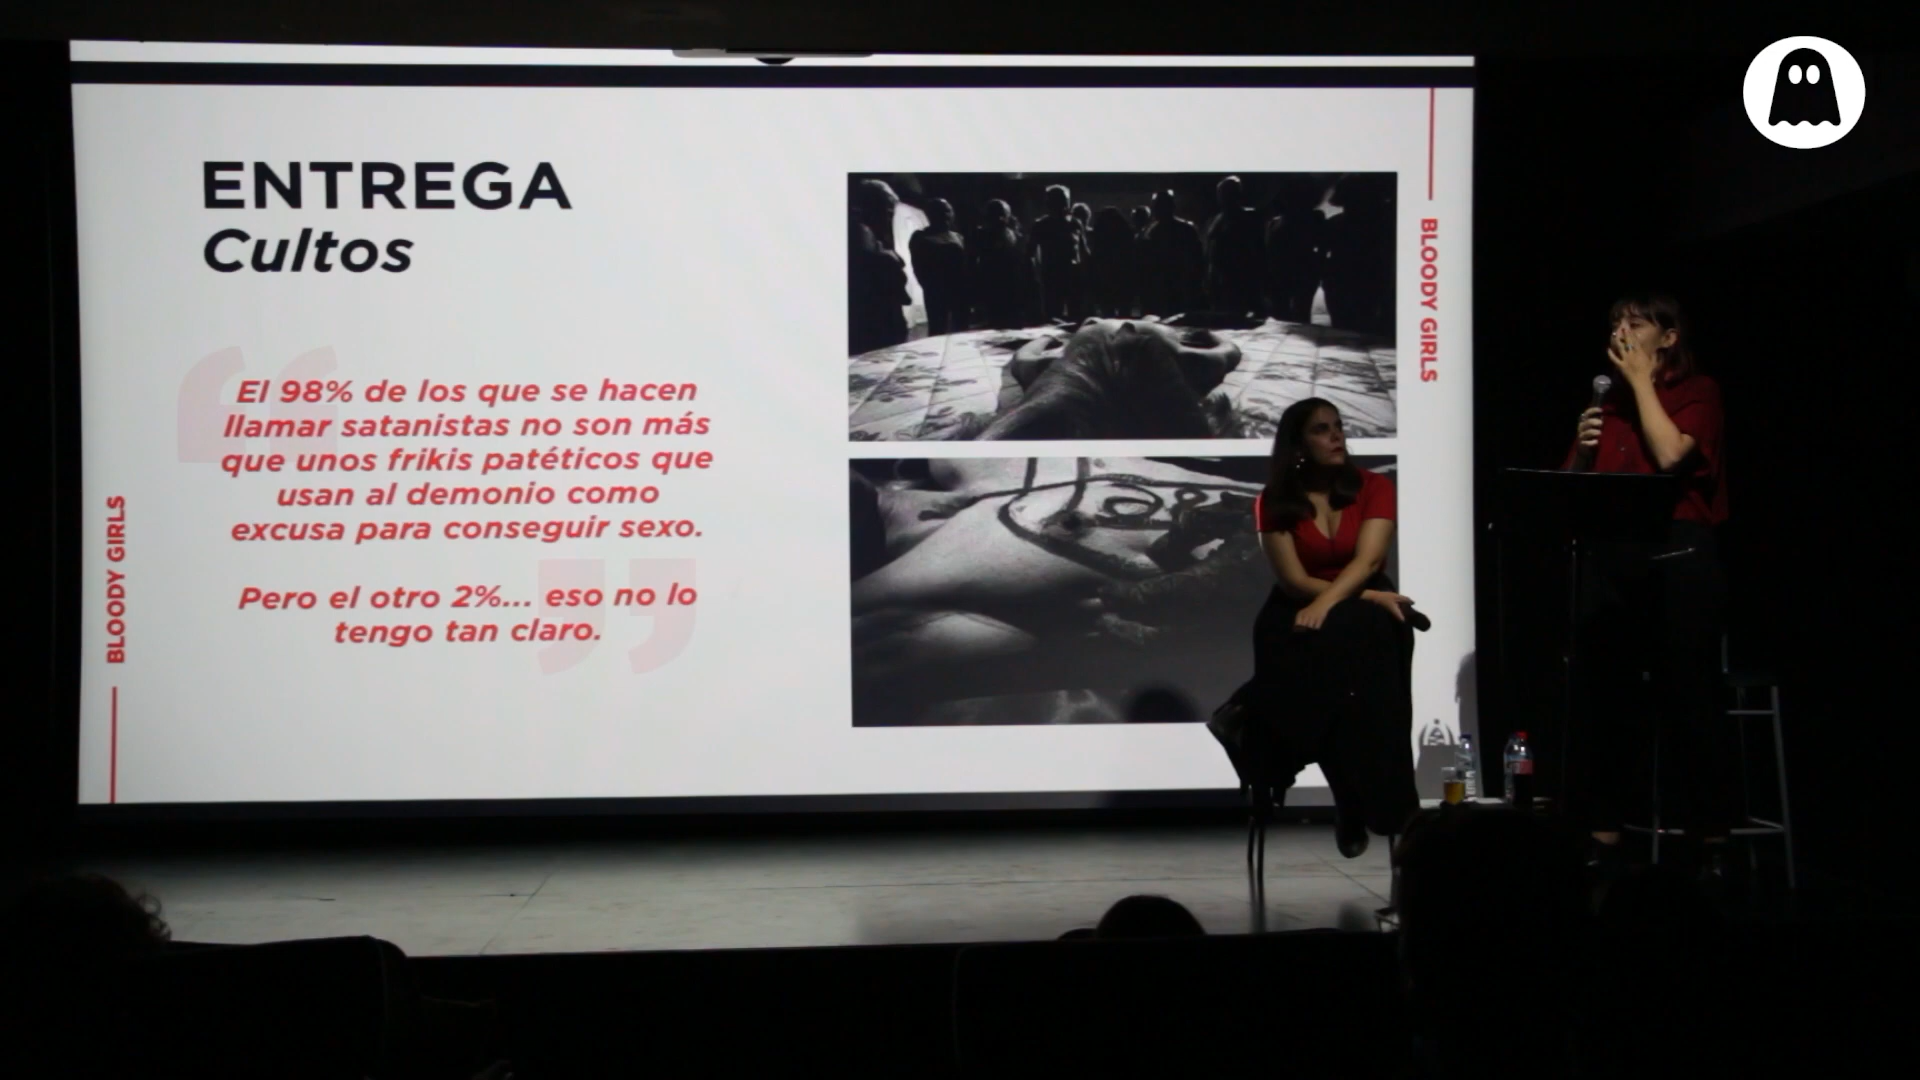 ENTREGA
Cultos
El 98% de los que se hacen
llamar satanistas no son más
que unos frikis patéticos que
usan al demonio como
excusa para conseguir sexo.
Pero el otro 2%... eso no lo
tengo tan claro.
BLOODY GIRLS
BLOODY GIRLS